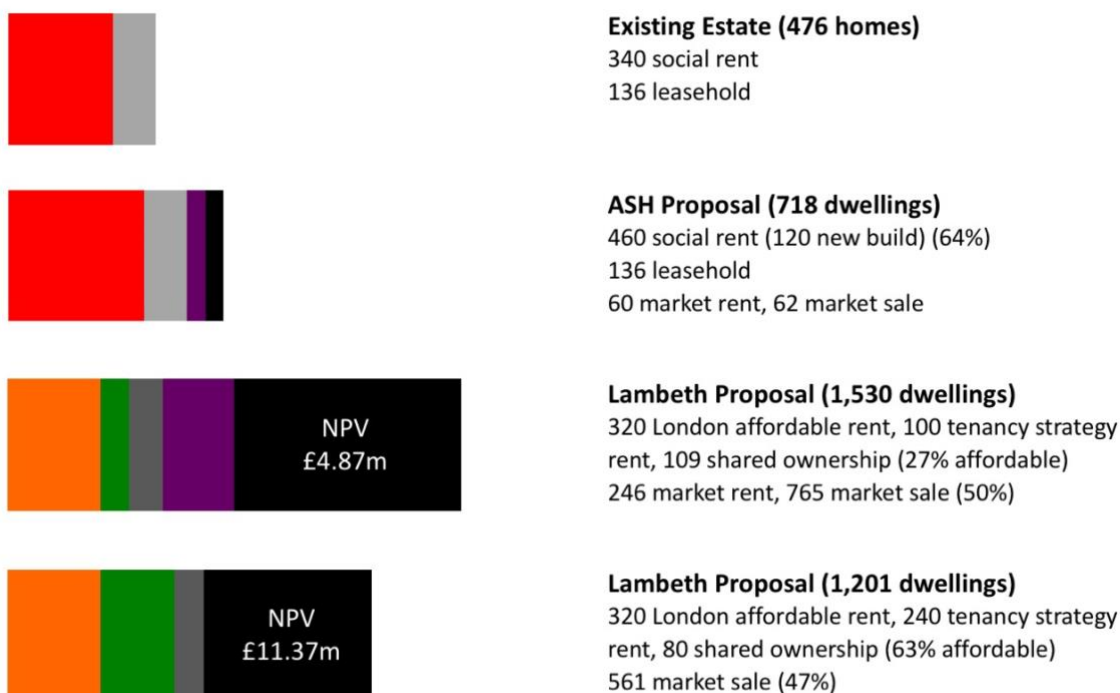 Existing Estate (476 homes)
340 social rent
136 leasehold
ASH Proposal (718 dwellings)
460 social rent (120 new build) (64%)
136 leasehold
60 market rent, 62 market sale
NPV
£4.87m
Lambeth Proposal (1,530 dwellings)
320 London affordable rent, 100 tenancy strategy
rent, 109 shared ownership (27% affordable)
246 market rent, 765 market sale (50%)
NPV
£11.37m
Lambeth Proposal (1,201 dwellings)
320 London affordable rent, 240 tenancy strategy
rent, 80 shared ownership (63% affordable)
561 market sale (47%)